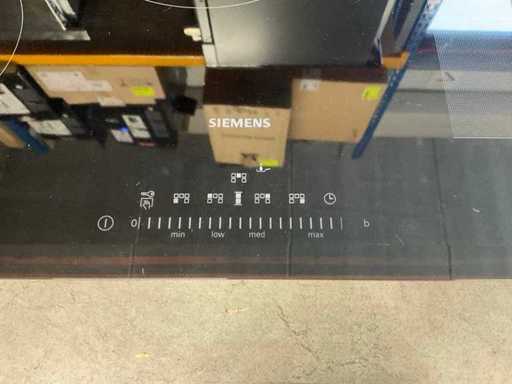 SIEMENS
0 b
min low med max